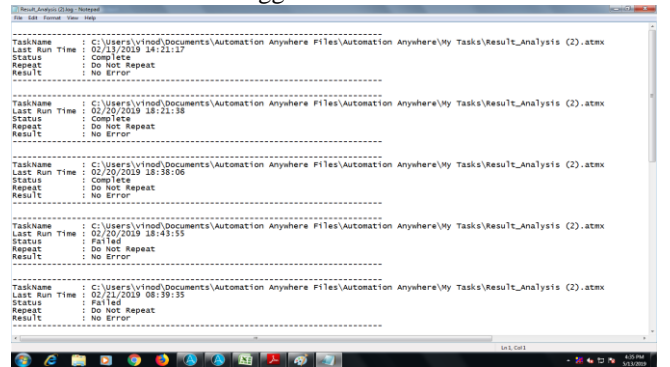 gg
Result_Analysis (2).log - Notepad
File Edit Format View Help
--------------------------------------------------------------------------------
TaskName : C:\Users\vinod\Documents\Automation Anywhere Files\Automation Anywhere\My Tasks\Result_Analysis (2).atmx
Last Run Time : 02/13/2019 14:21:17
Status : Complete
Repeat : Do Not Repeat
Result : No Error
--------------------------------------------------------------------------------
--------------------------------------------------------------------------------
TaskName : C:\Users\vinod\Documents\Automation Anywhere Files\Automation Anywhere\My Tasks\Result_Analysis (2).atmx
Last Run Time : 02/20/2019 18:21:38
Status : Complete
Repeat : Do Not Repeat
Result : No Error
--------------------------------------------------------------------------------
--------------------------------------------------------------------------------
TaskName : C:\Users\vinod\Documents\Automation Anywhere Files\Automation Anywhere\My Tasks\Result_Analysis (2).atmx
Last Run Time : 02/20/2019 18:38:06
Status : Complete
Repeat : Do Not Repeat
Result : No Error
--------------------------------------------------------------------------------
--------------------------------------------------------------------------------
TaskName : C:\Users\vinod\Documents\Automation Anywhere Files\Automation Anywhere\My Tasks\Result_Analysis (2).atmx
Last Run Time : 02/20/2019 18:43:55
Status : Failed
Repeat : Do Not Repeat
Result : No Error
--------------------------------------------------------------------------------
--------------------------------------------------------------------------------
TaskName : C:\Users\vinod\Documents\Automation Anywhere Files\Automation Anywhere\My Tasks\Result_Analysis (2).atmx
Last Run Time : 02/21/2019 08:39:35
Status : Failed
Repeat : Do Not Repeat
Result : No Error
--------------------------------------------------------------------------------
Ln 1, Col 1
4:35 PM
5/13/2019